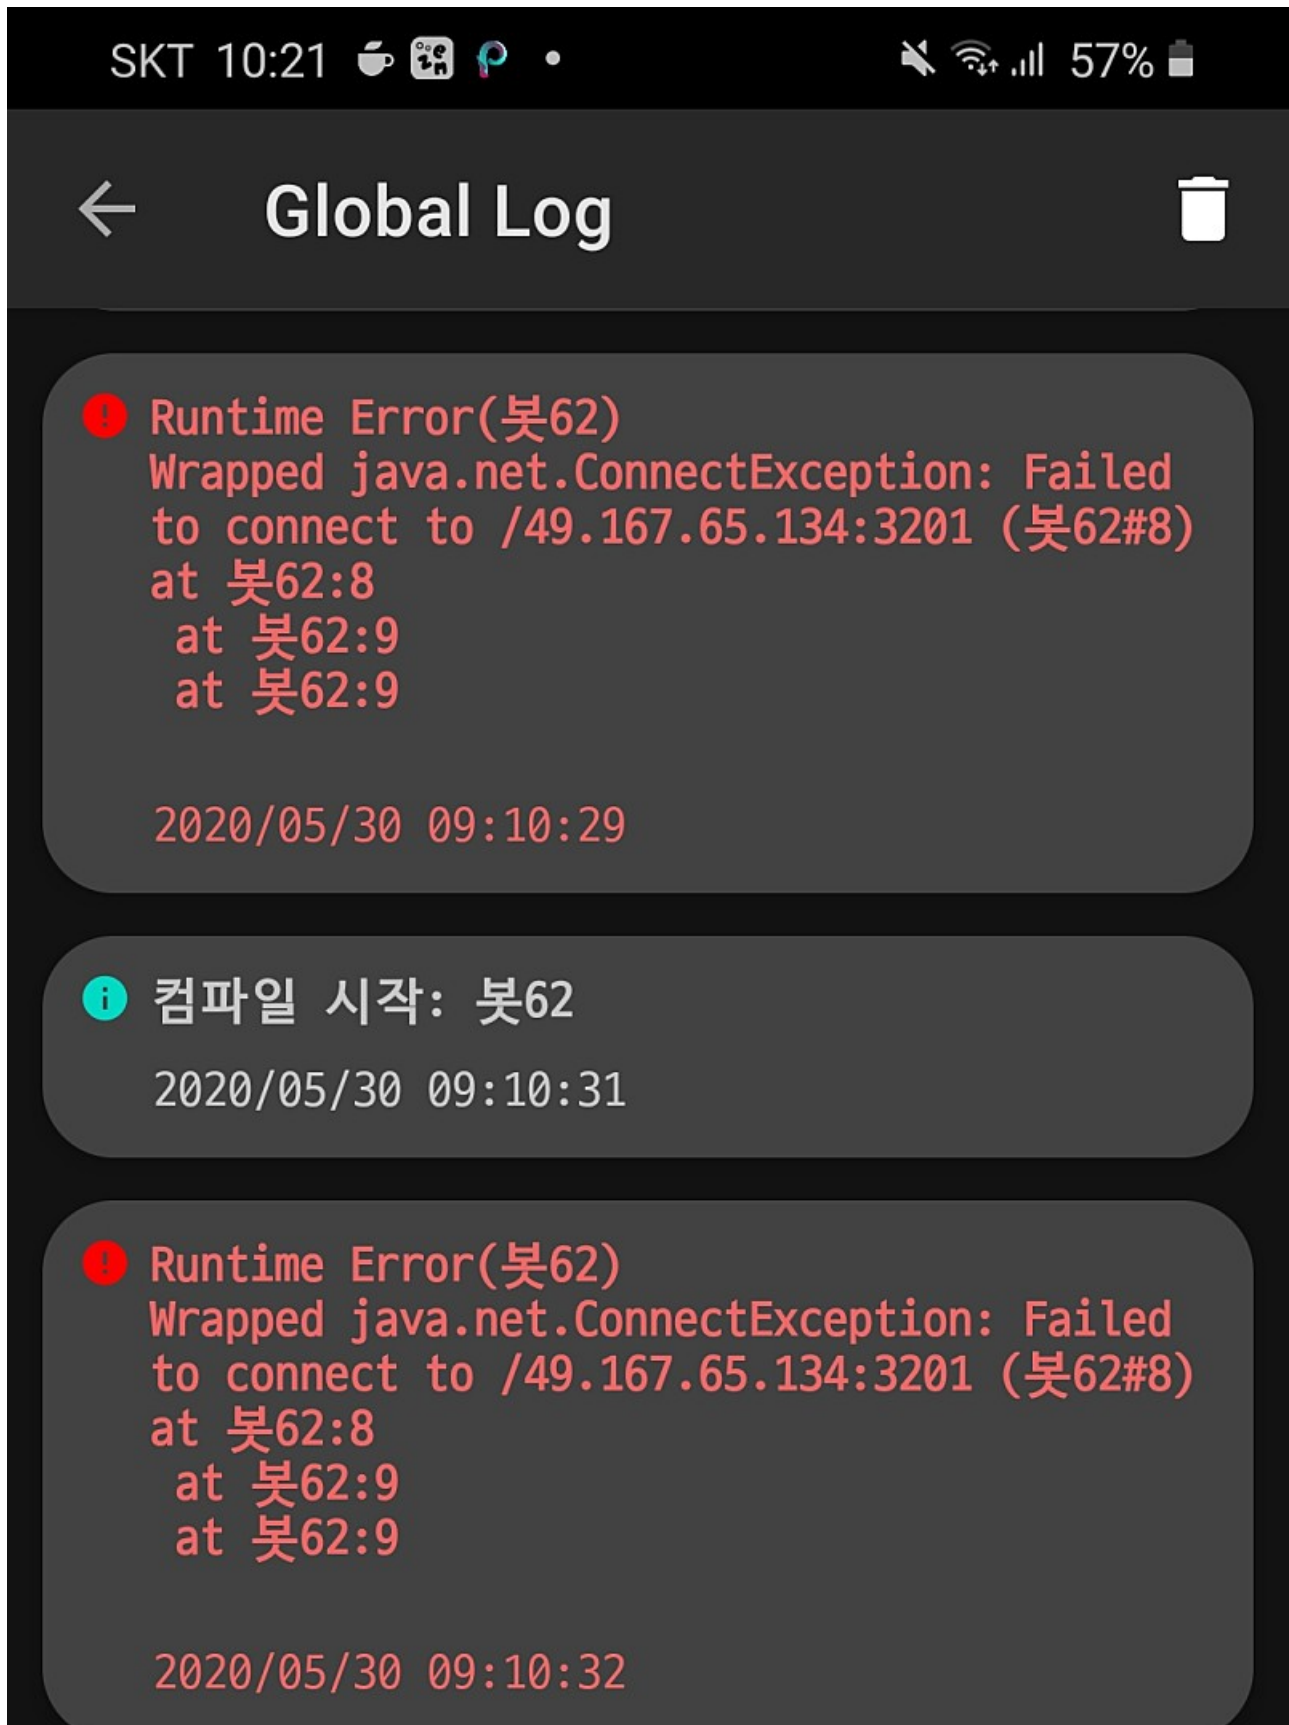 SKT 10:21
57%
Global Log
Runtime Error(봇62)
Wrapped java.net.ConnectException: Failed
to connect to /49.167.65.134:3201 (봇62#8)
at 봇62:8
at 봇62:9
at 봇62:9
2020/05/30 09:10:29
컴파일 시작: 봇62
2020/05/30 09:10:31
Runtime Error(봇62)
Wrapped java.net.ConnectException: Failed
to connect to /49.167.65.134:3201 (봇62#8)
at 봇62:8
at 봇62:9
at 봇62:9
2020/05/30 09:10:32